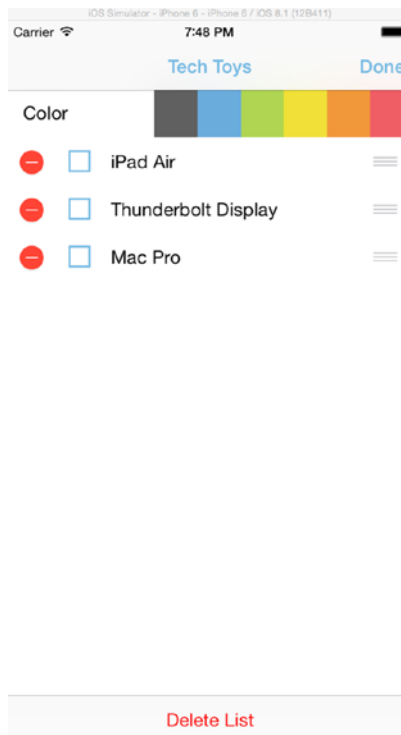 iOS Simulator - iPhone 6 - iPhone 6 / iOS 8.1 (12B411)
Carrier 7:48 PM
Tech Toys Done
Color
iPad Air
Thunderbolt Display
Mac Pro
Delete List